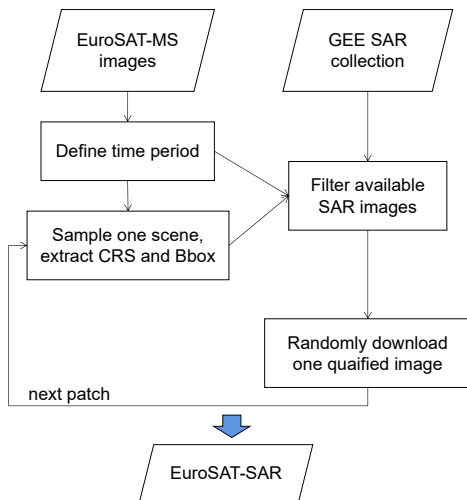 EuroSAT-MS
images
GEE SAR
collection
Define time period
Filter available
SAR images
Sample one scene,
extract CRS and Bbox
Randomly download
one quaified image
next patch
EuroSAT-SAR